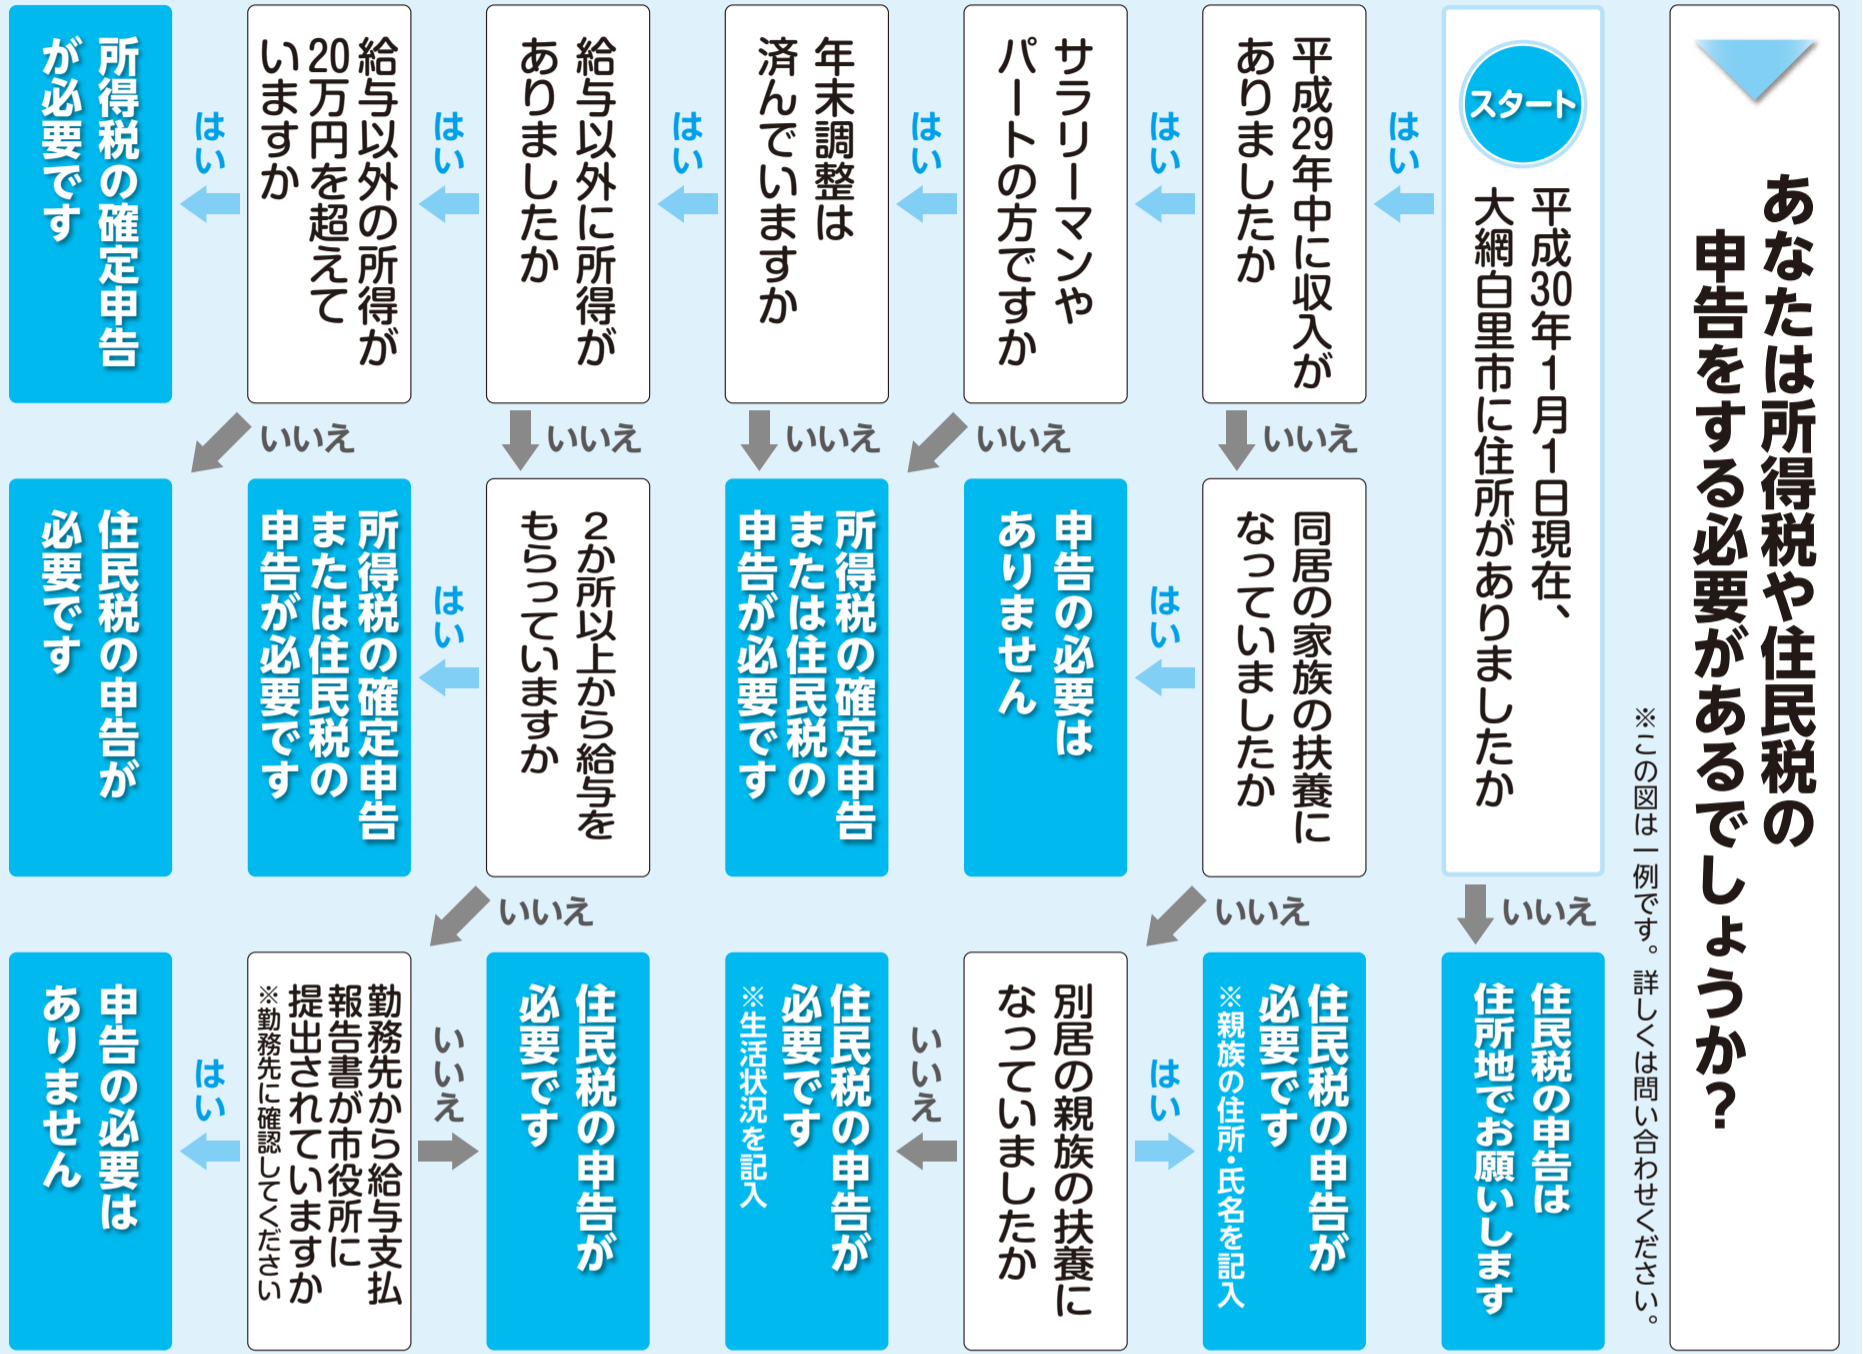 あなたは所得税や住民税の
申告をする必要があるでしょうか？
※この図は一例です。詳しくは問い合わせください。
スタート
平成30年1月1日現在、
大網白里市に住所がありましたか
はい
いいえ
住民税の申告は
住所地でお願いします
平成29年中に収入が
ありましたか
はい
いいえ
同居の家族の扶養に
なっていましたか
はい
いいえ
住民税の申告が
必要です
※親族の住所・氏名を記入
サラリーマンや
パートの方ですか
はい
いいえ
申告の必要は
ありません
別居の親族の扶養に
なっていましたか
はい
いいえ
年末調整は
済んでいますか
はい
いいえ
所得税の確定申告
または住民税の
申告が必要です
住民税の申告が
必要です
※生活状況を記入
給与以外に所得が
ありましたか
はい
いいえ
2か所以上から給与を
もらっていますか
はい
いいえ
住民税の申告が
必要です
給与以外の所得が
20万円を超えて
いますか
はい
いいえ
所得税の確定申告
または住民税の
申告が必要です
勤務先から給与支払
報告書が市役所に
提出されていますか
※勤務先に確認してください
いいえ
はい
所得税の確定申告
が必要です
住民税の申告が
必要です
申告の必要は
ありません